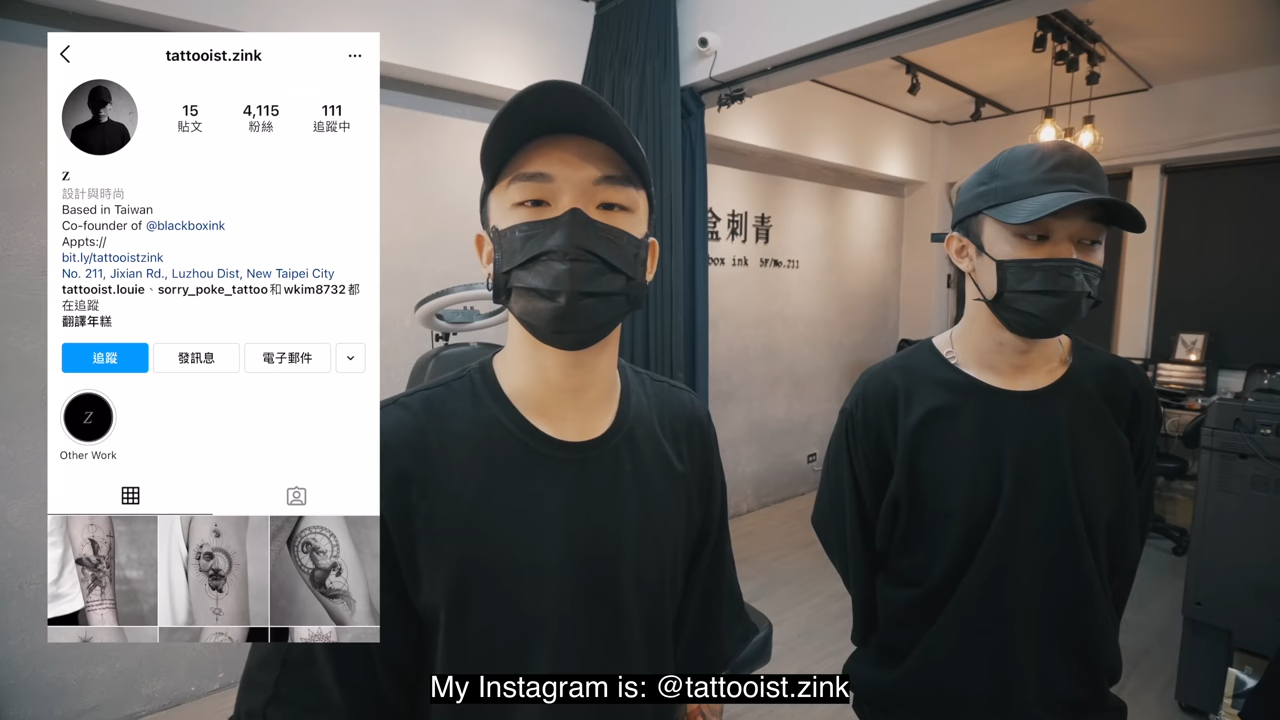 tattooist.zink
15
4,115
111
貼文
粉絲
追蹤中
Z
設計與時尚
Based in Taiwan
Co-founder of @blackboxink
Appts://
bit.ly/tattooistzink
No. 211, Jixian Rd., Luzhou Dist, New Taipei City
tattooist.louie、sorry_poke_tattoo和wkim8732都
在追蹤
翻譯年糕
追蹤
發訊息
電子郵件
Z
Other Work
盒刺青
box ink 5F/No.211
My Instagram is: @tattooist.zink